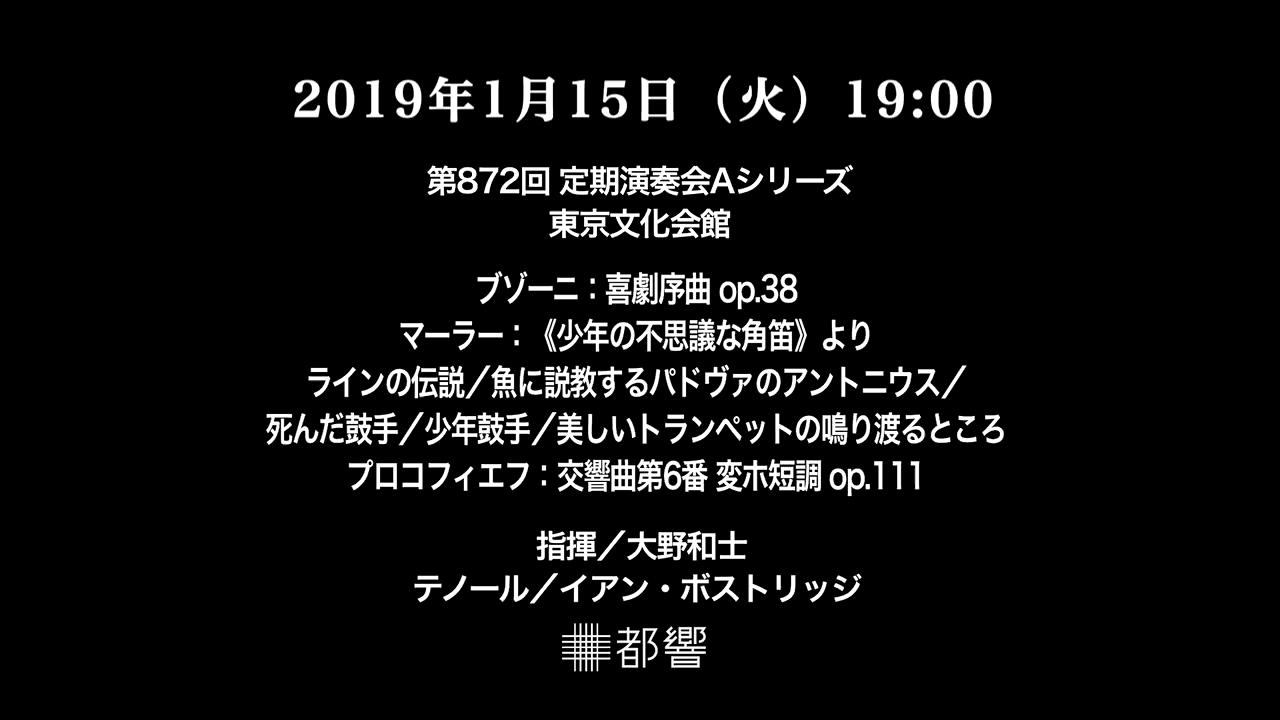 2019年1月15日（火）19:00
第872回 定期演奏会Aシリーズ
東京文化会館
ブゾーニ：喜劇序曲 op.38
マーラー：《少年の不思議な角笛》より
ラインの伝説／魚に説教するパドヴァのアントニウス／
死んだ鼓手／少年鼓手／美しいトランペットの鳴り渡るところ
プロコフィエフ：交響曲第6番 変ホ短調 op.111
指揮／大野和士
テノール／イアン・ボストリッジ
都響